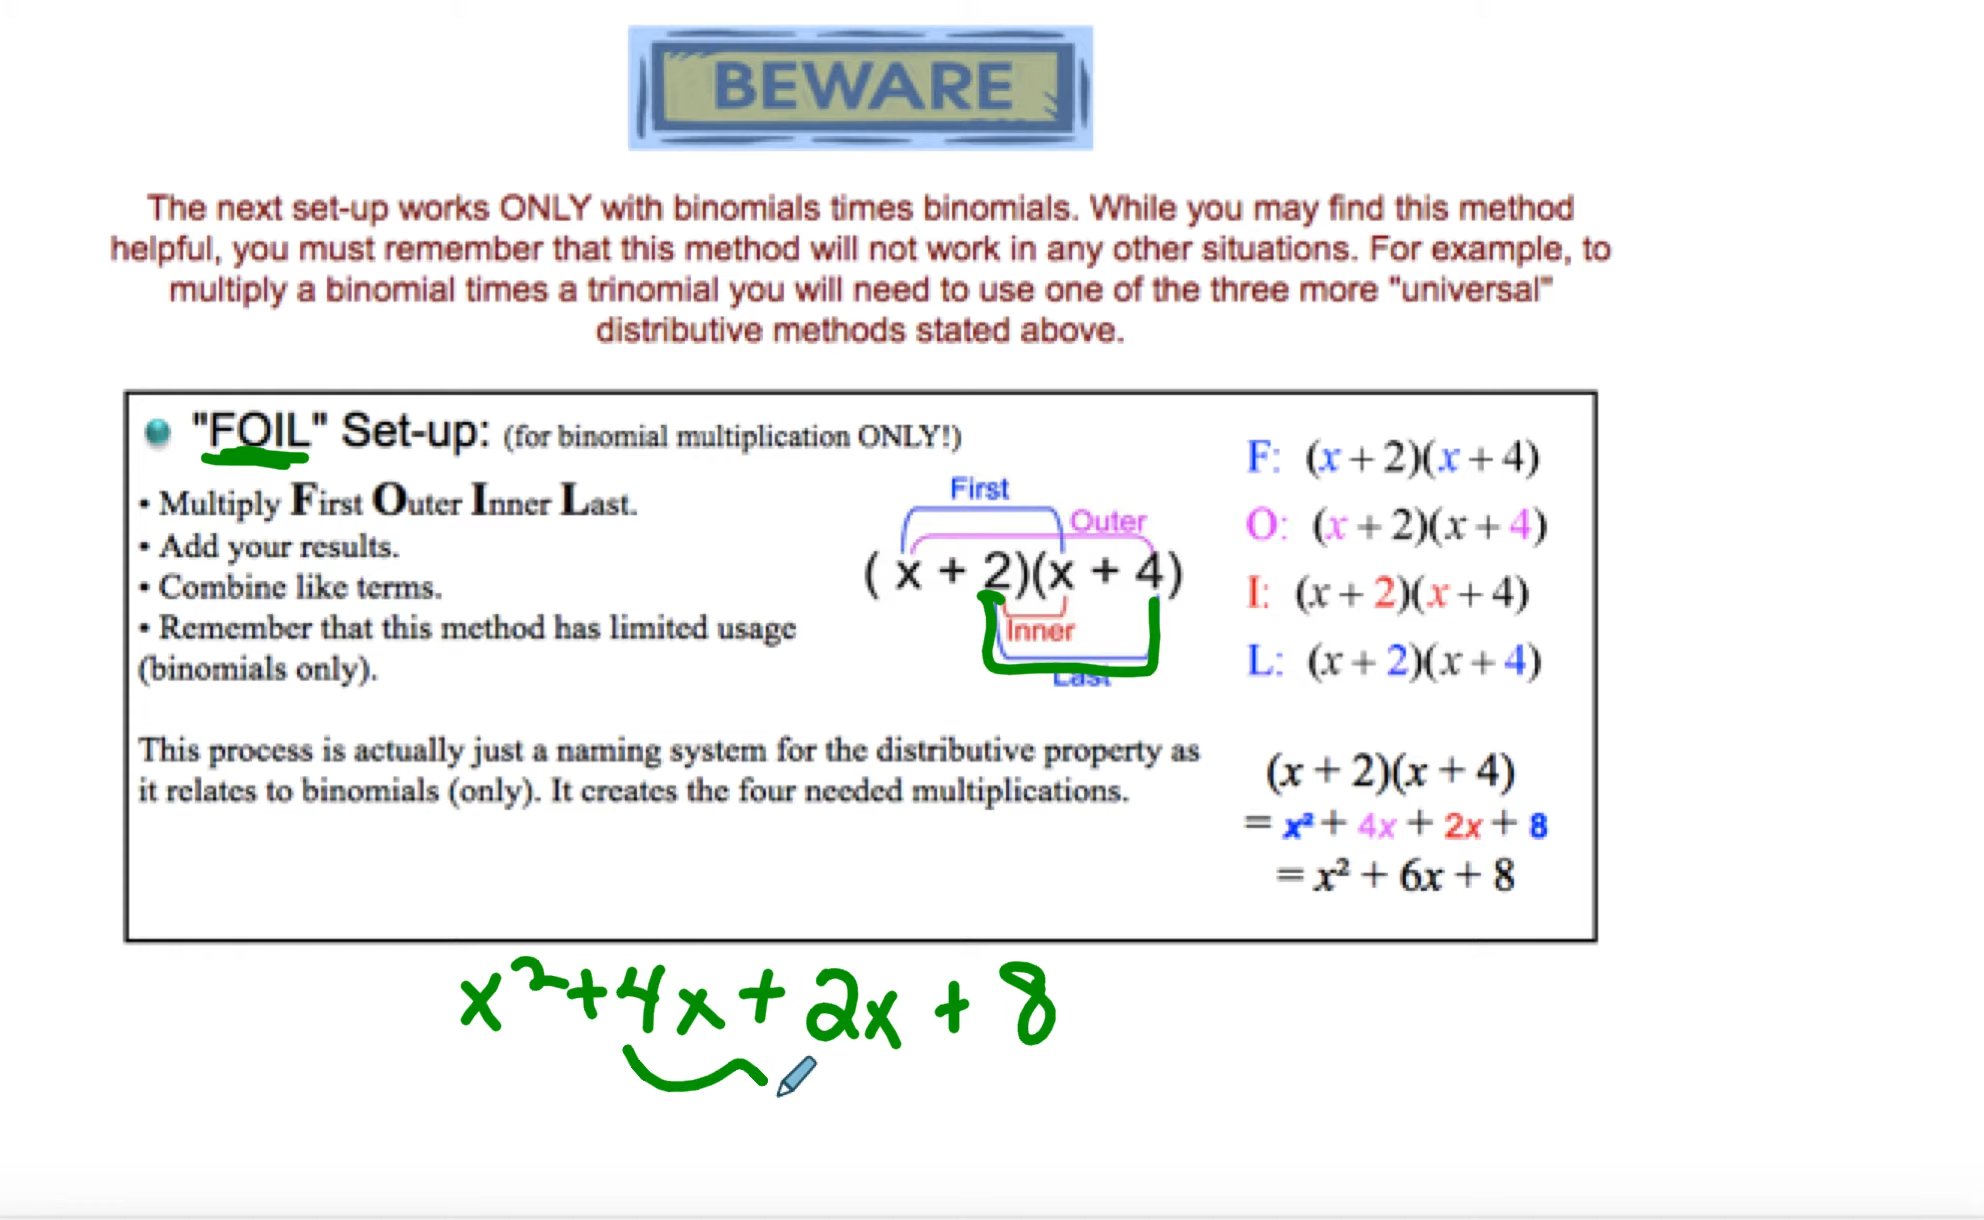 BEWARE
The next set-up works ONLY with binomials times binomials. While you may find this method
helpful, you must remember that this method will not work in any other situations. For example, to
multiply a binomial times a trinomial you will need to use one of the three more "universal"
distributive methods stated above.
"FOIL" Set-up: (for binomial multiplication ONLY!)
• Multiply First Outer Inner Last.
• Add your results.
• Combine like terms.
• Remember that this method has limited usage
(binomials only).
First
Outer
( x + 2)(x + 4)
Inner
Last
F: (x + 2)(x + 4)
O: (x + 2)(x + 4)
I: (x + 2)(x + 4)
L: (x + 2)(x + 4)
This process is actually just a naming system for the distributive property as
it relates to binomials (only). It creates the four needed multiplications.
(x + 2)(x + 4)
= x² + 4x + 2x + 8
= x² + 6x + 8
x² + 4x + 2x + 8